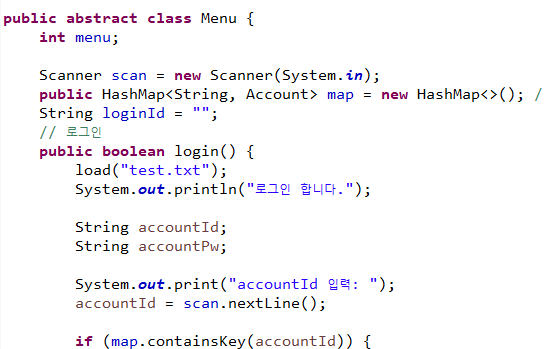 public abstract class Menu {
int menu;
Scanner scan = new Scanner(System.in);
public HashMap<String, Account> map = new HashMap<>(); /
String loginId = "";
// 로그인
public boolean login() {
load("test.txt");
System.out.println("로그인 합니다.");
String accountId;
String accountPw;
System.out.print("accountId 입력: ");
accountId = scan.nextLine();
if (map.containsKey(accountId)) {